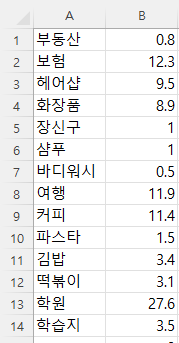 A B
1 부동산 0.8
2 보험 12.3
3 헤어샵 9.5
4 화장품 8.9
5 장신구 1
6 샴푸 1
7 바디워시 0.5
8 여행 11.9
9 커피 11.4
10 파스타 1.5
11 김밥 3.4
12 떡볶이 3.1
13 학원 27.6
14 학습지 3.5